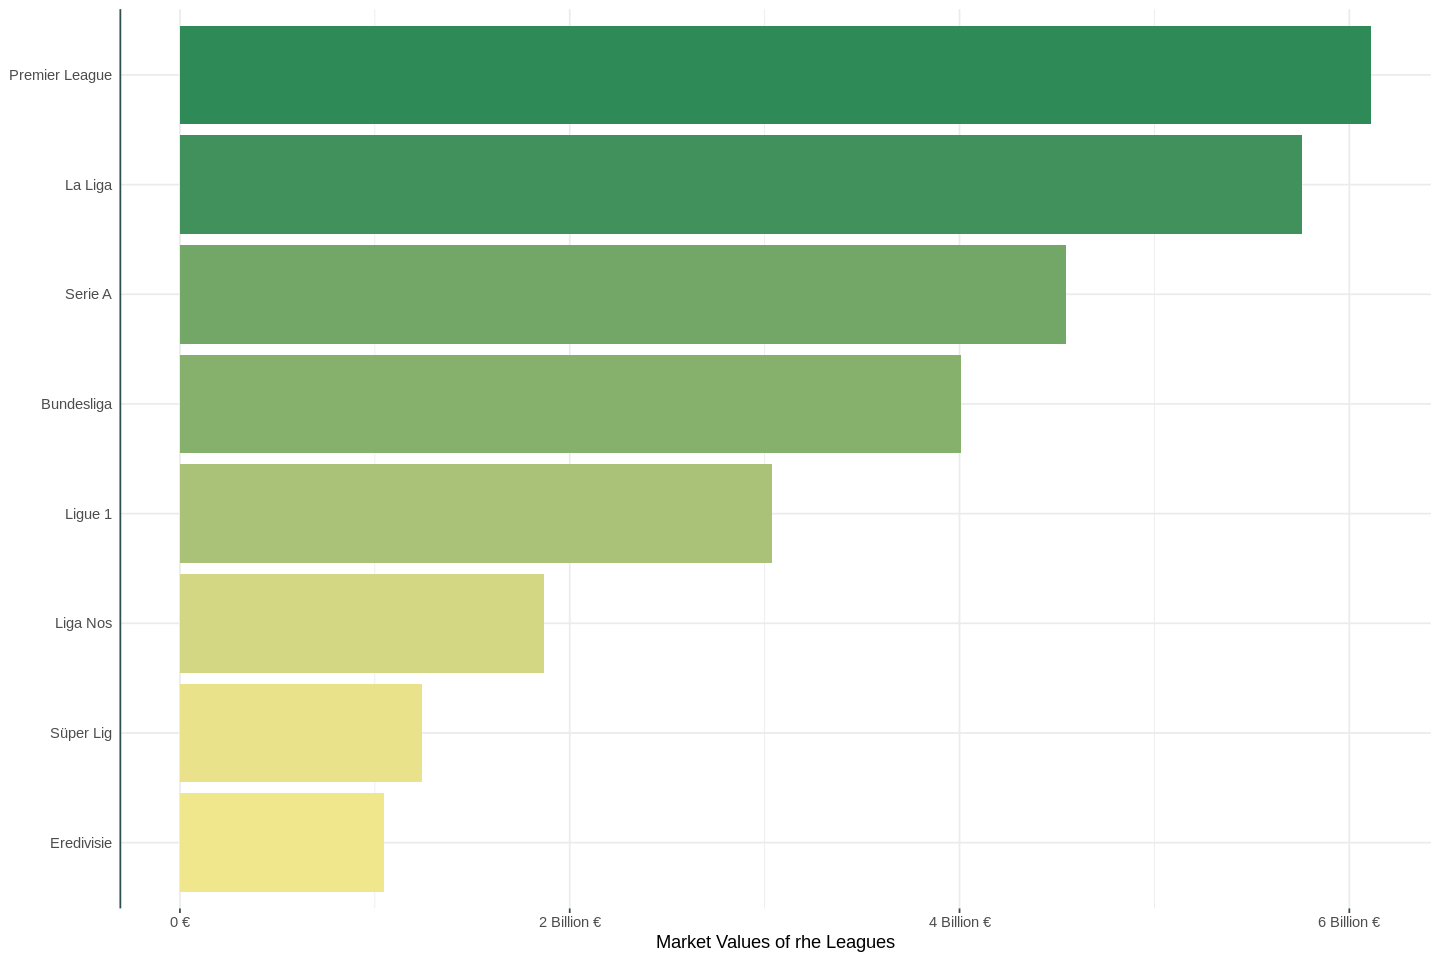 Premier League
La Liga
Serie A
Bundesliga
Ligue 1
Liga Nos
Süper Lig
Eredivisie
0 € 2 Billion € 4 Billion € 6 Billion €
Market Values of rhe Leagues